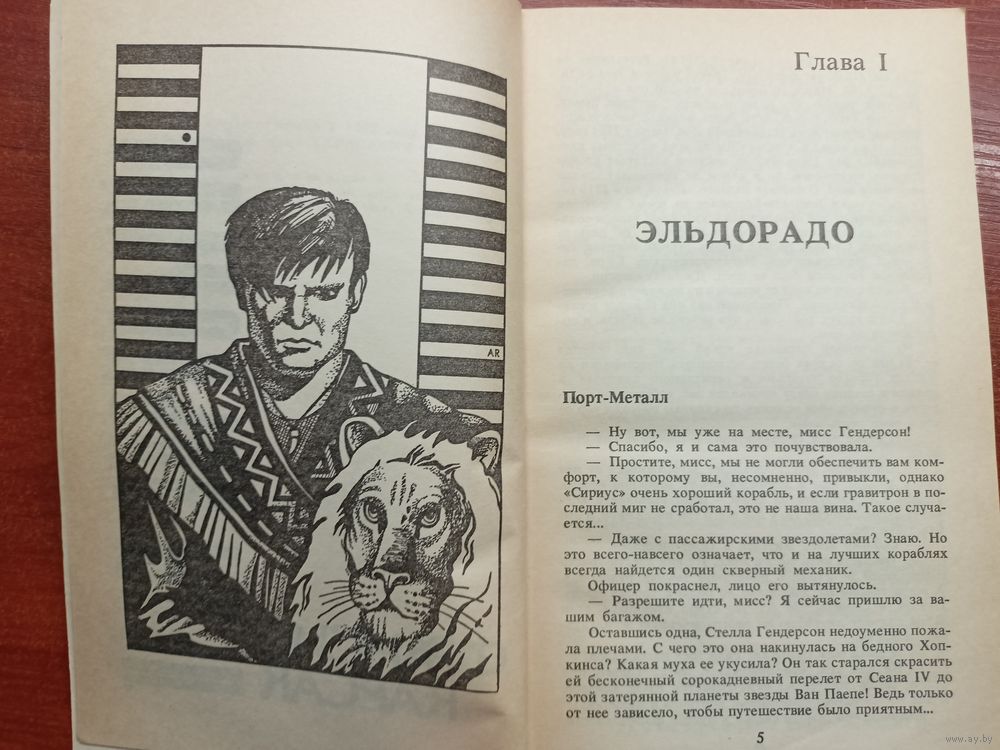 AR
Глава I
ЭЛЬДОРАДО
Порт-Металл
— Ну вот, мы уже на месте, мисс Гендерсон!
— Спасибо, я и сама это почувствовала.
— Простите, мисс, мы не могли обеспечить вам ком-
форт, к которому вы, несомненно, привыкли, однако
«Сириус» очень хороший корабль, и если гравитрон в по-
следний миг не сработал, это не наша вина. Такое случа-
ется...
— Даже с пассажирскими звездолетами? Знаю. Но
это всего-навсего означает, что и на лучших кораблях
всегда найдется один скверный механик.
Офицер покраснел, лицо его вытянулось.
— Разрешите идти, мисс? Я сейчас пришлю за ва-
шим багажом.
Оставшись одна, Стелла Гендерсон недоуменно пожа-
ла плечами. С чего это она накинулась на бедного Хоп-
кинса? Какая муха ее укусила? Он так старался скрасить
ей бесконечный сорокадневный перелет от Сеана IV до
этой затерянной планеты звезды Ван Паепе! Ведь только
от нее зависело, чтобы путешествие было приятным...
5
www.ay.by